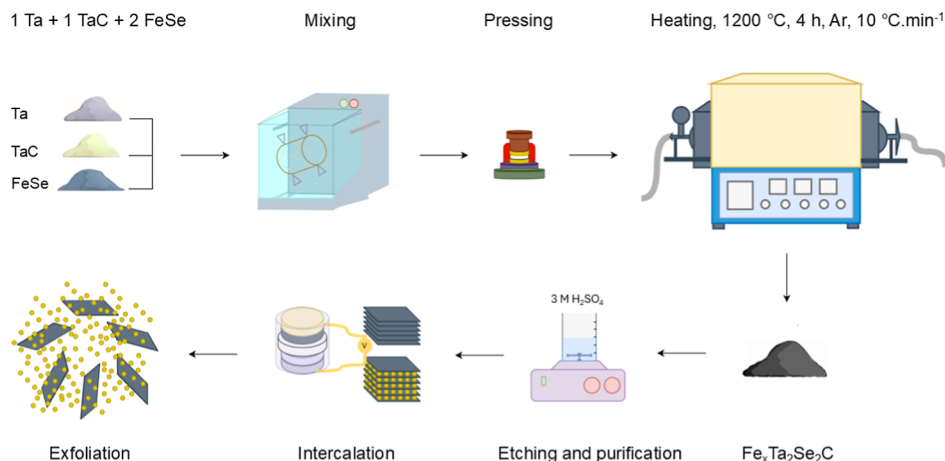 1 Ta + 1 TaC + 2 FeSe
Mixing
Pressing
Heating, 1200 °C, 4 h, Ar, 10 °C.min⁻¹
Ta
TaC
FeSe
3 M H₂SO₄
V
Exfoliation
Intercalation
Etching and purification
FeₓTa₂Se₂C